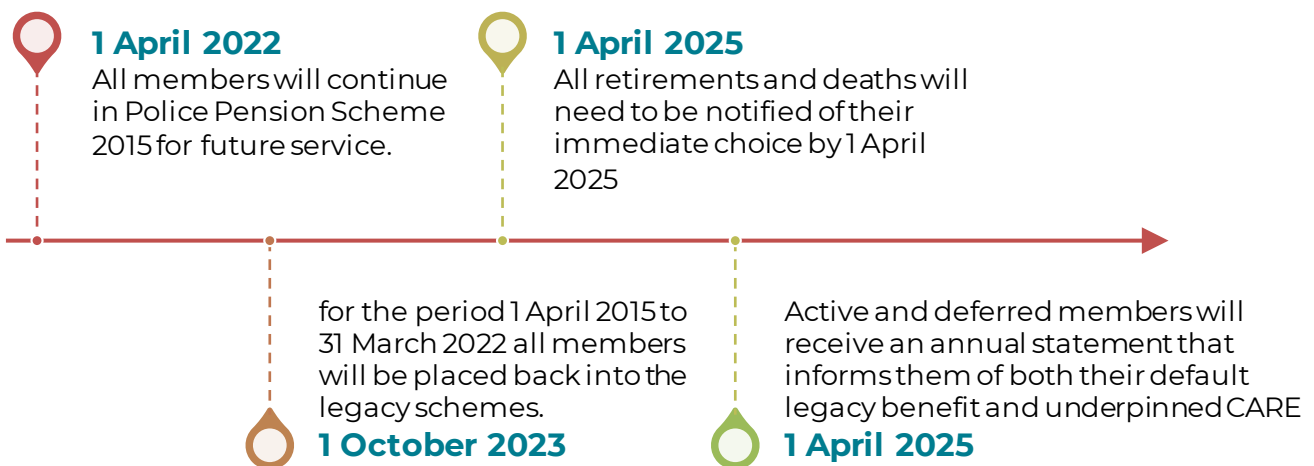 1 April 2022
All members will continue
in Police Pension Scheme
2015 for future service.
1 April 2025
All retirements and deaths will
need to be notified of their
immediate choice by 1 April
2025
for the period 1 April 2015 to
31 March 2022 all members
will be placed back into the
legacy schemes.
1 October 2023
Active and deferred members will
receive an annual statement that
informs them of both their default
legacy benefit and underpinned CARE
1 April 2025